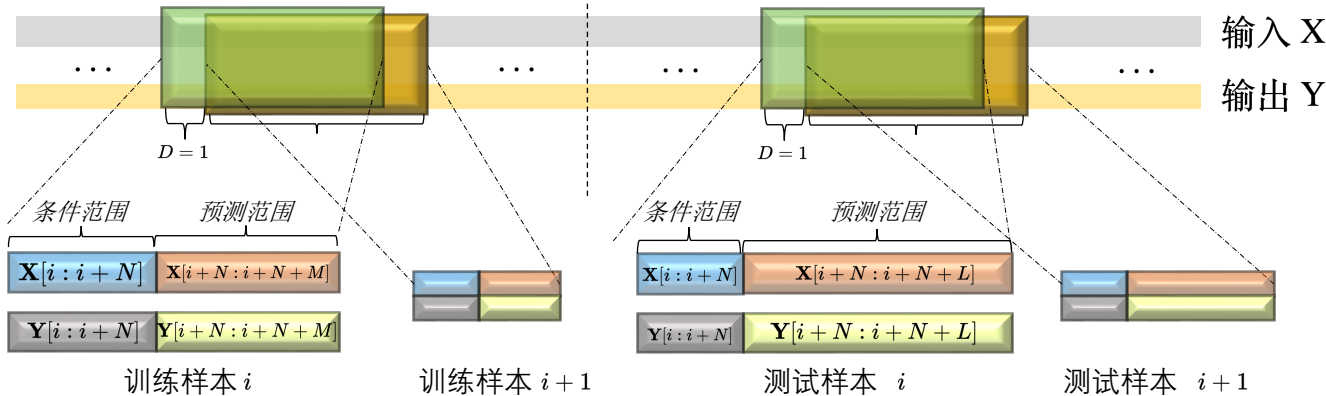 输入 X
... ... ... ...
输出 Y
D = 1
D = 1
条件范围 预测范围
条件范围 预测范围
X[i : i + N] X[i + N : i + N + M]
X[i : i + N] X[i + N : i + N + L]
Y[i : i + N] Y[i + N : i + N + M]
Y[i : i + N] Y[i + N : i + N + L]
训练样本 i
训练样本 i + 1
测试样本 i
测试样本 i + 1